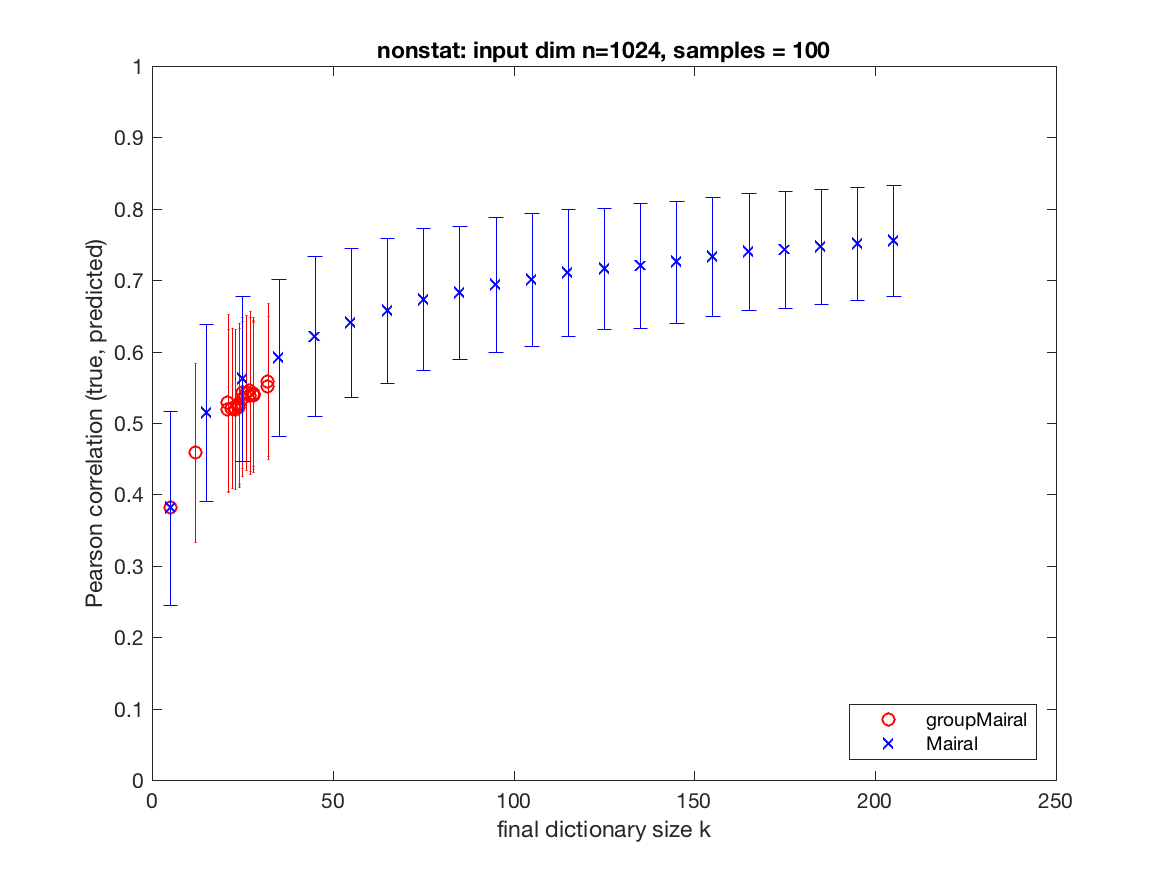 nonstat: input dim n=1024, samples = 100
1
0.9
0.8
0.7
0.6
0.5
0.4
0.3
0.2
0.1
0
Pearson correlation (true, predicted)
groupMairal
Mairal
0 50 100 150 200 250
final dictionary size k